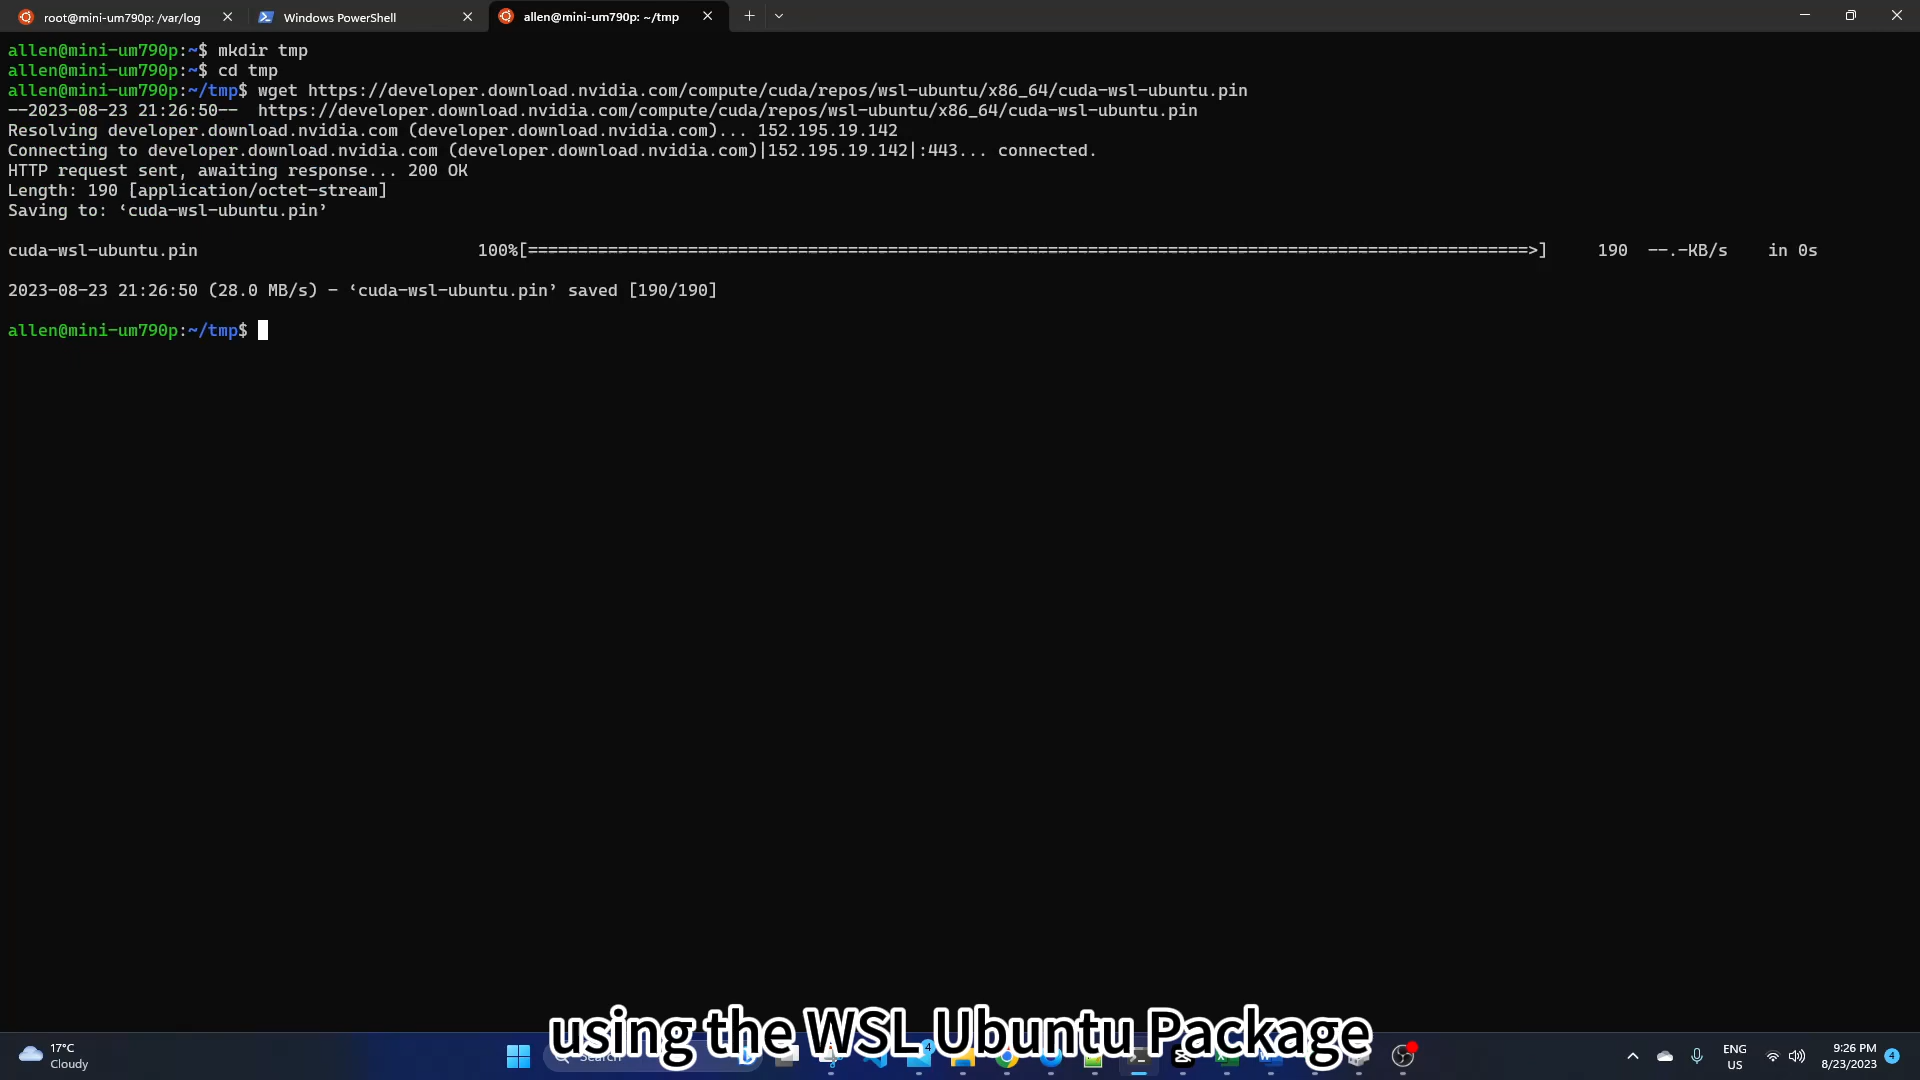 root@mini-um790p: /var/log
Windows PowerShell
allen@mini-um790p: ~/tmp
allen@mini-um790p:~$ mkdir tmp
allen@mini-um790p:~$ cd tmp
allen@mini-um790p:~/tmp$ wget https://developer.download.nvidia.com/compute/cuda/repos/wsl-ubuntu/x86_64/cuda-wsl-ubuntu.pin
--2023-08-23 21:26:50--  https://developer.download.nvidia.com/compute/cuda/repos/wsl-ubuntu/x86_64/cuda-wsl-ubuntu.pin
Resolving developer.download.nvidia.com (developer.download.nvidia.com)... 152.195.19.142
Connecting to developer.download.nvidia.com (developer.download.nvidia.com)|152.195.19.142|:443... connected.
HTTP request sent, awaiting response... 200 OK
Length: 190 [application/octet-stream]
Saving to: ‘cuda-wsl-ubuntu.pin’
cuda-wsl-ubuntu.pin 100%[====================================================================================================>] 190 --.-KB/s in 0s
2023-08-23 21:26:50 (28.0 MB/s) - ‘cuda-wsl-ubuntu.pin’ saved [190/190]
allen@mini-um790p:~/tmp$
using the WSL Ubuntu Package
17°C
Cloudy
Search
4
ENG
US
9:26 PM
8/23/2023
4